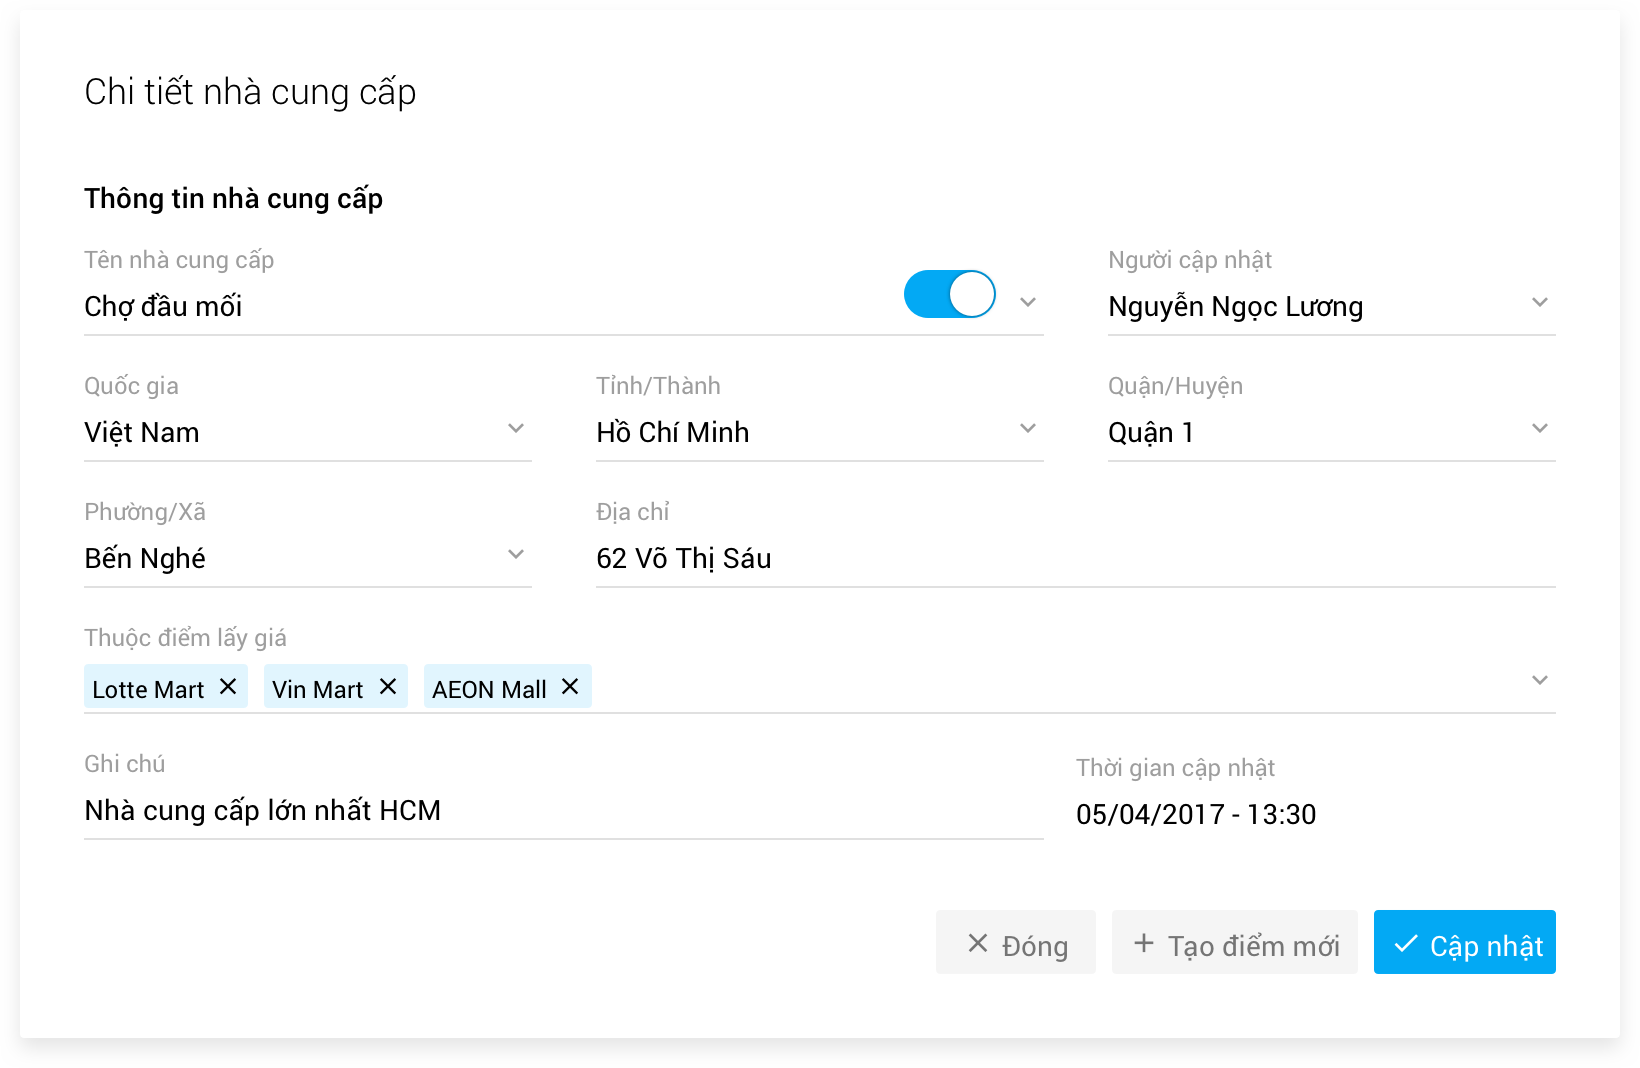 Chi tiết nhà cung cấp
Thông tin nhà cung cấp
Tên nhà cung cấp
Chợ đầu mối
Người cập nhật
Nguyễn Ngọc Lương
Quốc gia
Việt Nam
Tỉnh/Thành
Hồ Chí Minh
Quận/Huyện
Quận 1
Phường/Xã
Bến Nghé
Địa chỉ
62 Võ Thị Sáu
Thuộc điểm lấy giá
Lotte Mart Vin Mart AEON Mall
Ghi chú
Nhà cung cấp lớn nhất HCM
Thời gian cập nhật
05/04/2017 - 13:30
Đóng Tạo điểm mới Cập nhật